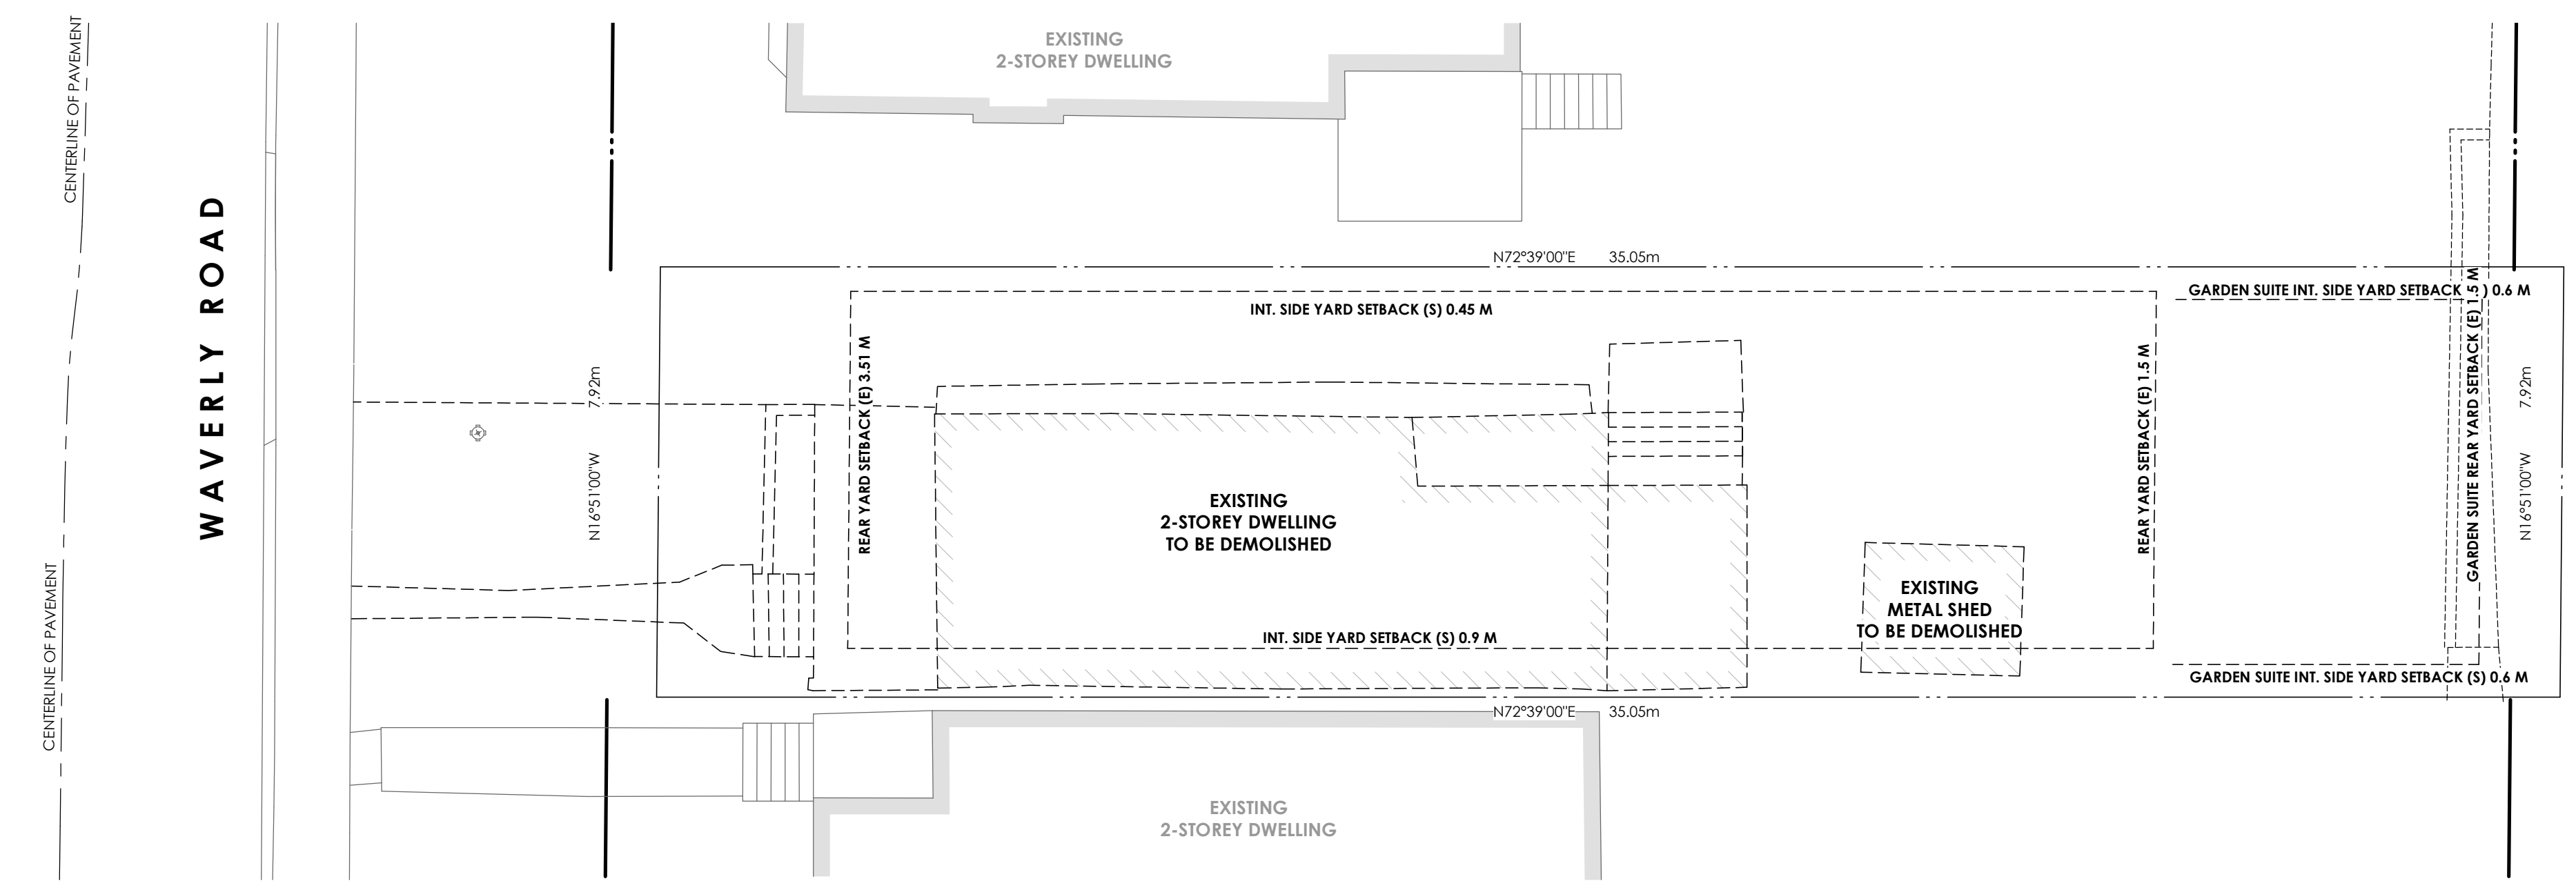 CENTERLINE OF PAVEMENT
CENTERLINE OF PAVEMENT
WAVERLY ROAD
EXISTING
2-STOREY DWELLING
N72°39'00"E 35.05m
INT. SIDE YARD SETBACK (S) 0.45 M
GARDEN SUITE INT. SIDE YARD SETBACK ) 0.6 M
N16°51'00"W 7.92m
REAR YARD SETBACK (E) 3.51 M
EXISTING
2-STOREY DWELLING
TO BE DEMOLISHED
EXISTING
METAL SHED
TO BE DEMOLISHED
REAR YARD SETBACK (E) 1.5 M
GARDEN SUITE REAR YARD SETBACK (E) 1.5 M
N16°51'00"W 7.92m
INT. SIDE YARD SETBACK (S) 0.9 M
GARDEN SUITE INT. SIDE YARD SETBACK (S) 0.6 M
N72°39'00"E 35.05m
EXISTING
2-STOREY DWELLING